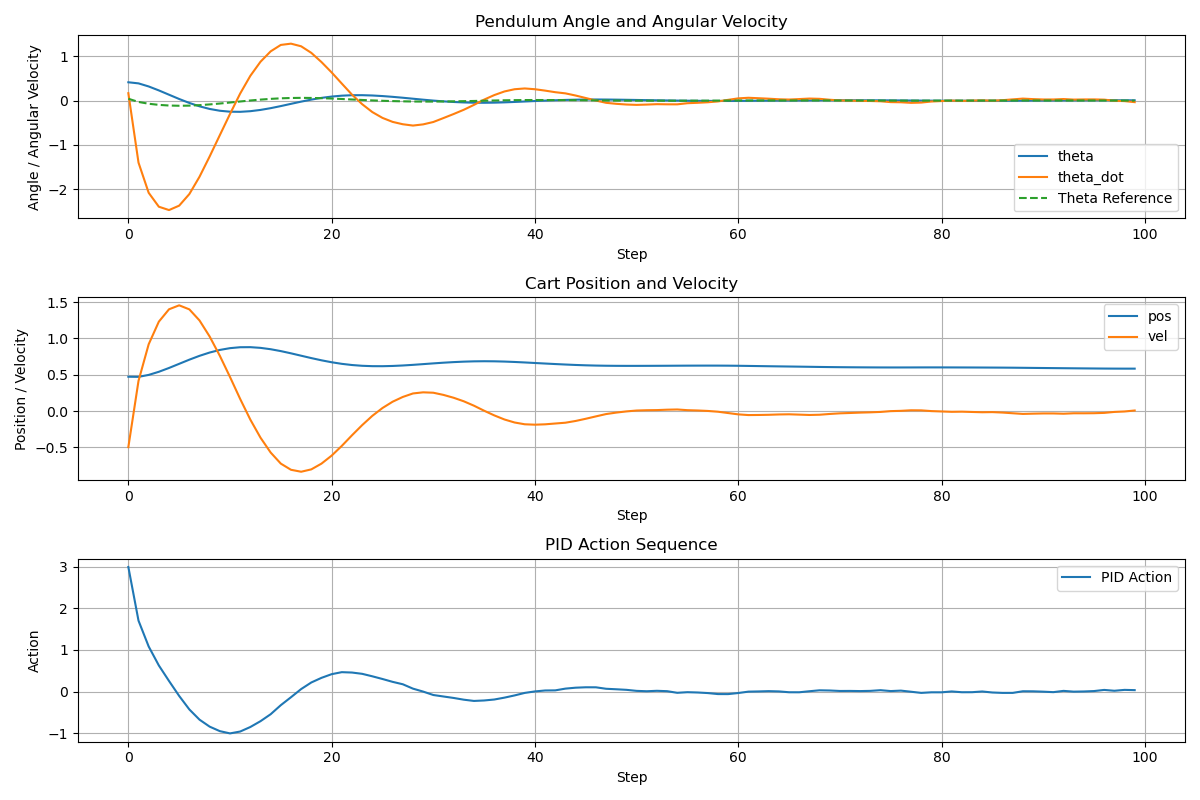 Pendulum Angle and Angular Velocity
Angle / Angular Velocity
1
0
−1
−2
theta
theta_dot
Theta Reference
0 20 40 60 80 100
Step
Cart Position and Velocity
Position / Velocity
1.5
1.0
0.5
0.0
−0.5
pos
vel
0 20 40 60 80 100
Step
PID Action Sequence
Action
3
2
1
0
−1
PID Action
0 20 40 60 80 100
Step